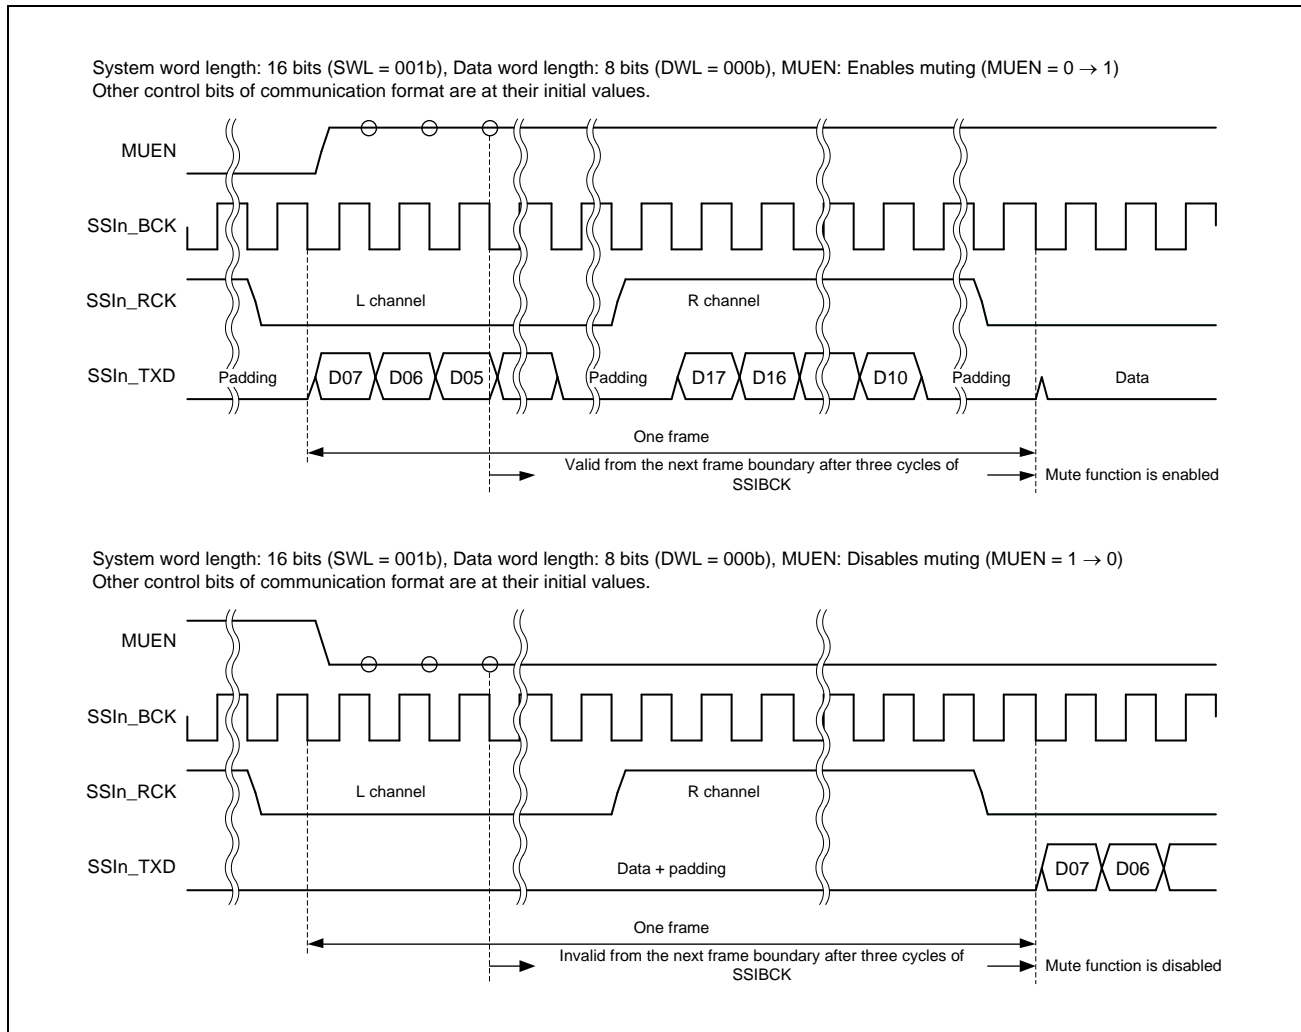 System word length: 16 bits (SWL = 001b), Data word length: 8 bits (DWL = 000b), MUEN: Enables muting (MUEN = 0 → 1)
Other control bits of communication format are at their initial values.
MUEN
SSIn_BCK
SSIn_RCK L channel R channel
SSIn_TXD Padding D07 D06 D05 Padding D17 D16 D10 Padding Data
One frame
Valid from the next frame boundary after three cycles of
SSIBCK
Mute function is enabled
System word length: 16 bits (SWL = 001b), Data word length: 8 bits (DWL = 000b), MUEN: Disables muting (MUEN = 1 → 0)
Other control bits of communication format are at their initial values.
MUEN
SSIn_BCK
SSIn_RCK L channel R channel
SSIn_TXD Data + padding D07 D06
One frame
Invalid from the next frame boundary after three cycles of
SSIBCK
Mute function is disabled